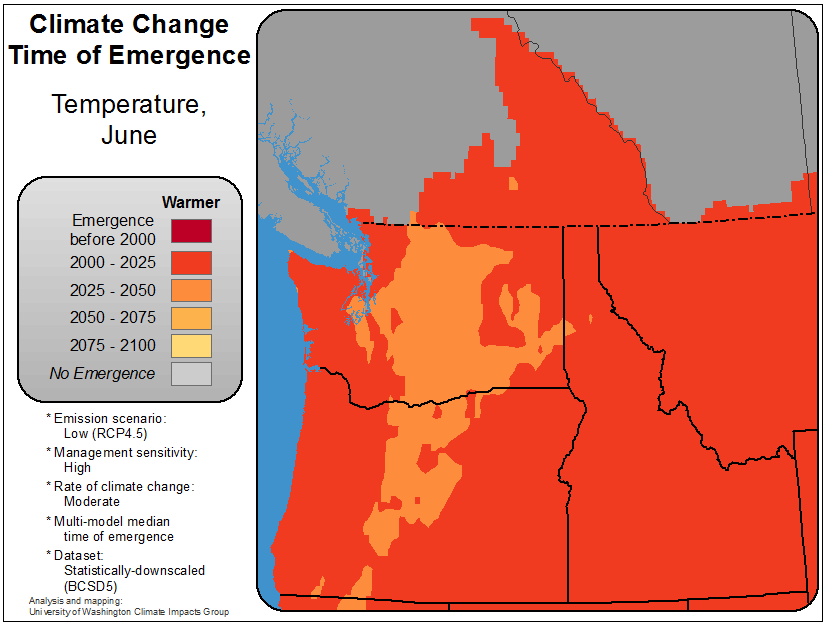 Climate Change
Time of Emergence
Temperature,
June
Warmer
Emergence
before 2000
2000 - 2025
2025 - 2050
2050 - 2075
2075 - 2100
No Emergence
* Emission scenario:
Low (RCP4.5)
* Management sensitivity:
High
* Rate of climate change:
Moderate
* Multi-model median
time of emergence
* Dataset:
Statistically-downscaled
(BCSD5)
Analysis and mapping:
University of Washington Climate Impacts Group